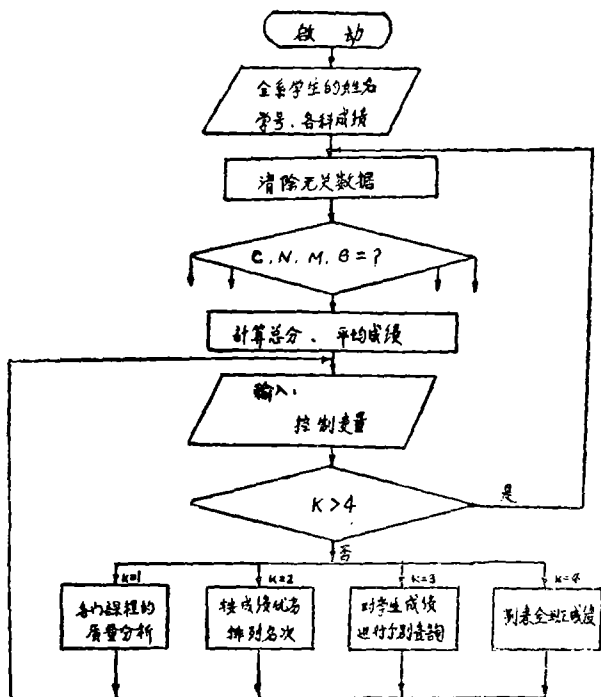 啟 动
全系学生的姓名
学号、各科成绩
清除无关数据
C, N, M, B = ?
计算总分、平均成绩
输入:
控制变量
K > 4
是
否
K=1
K=2
K=3
K=4
各门课程的
质量分析
按成绩优劣
排列名次
对学生成绩
进行个别查询
列表全班汇成绩